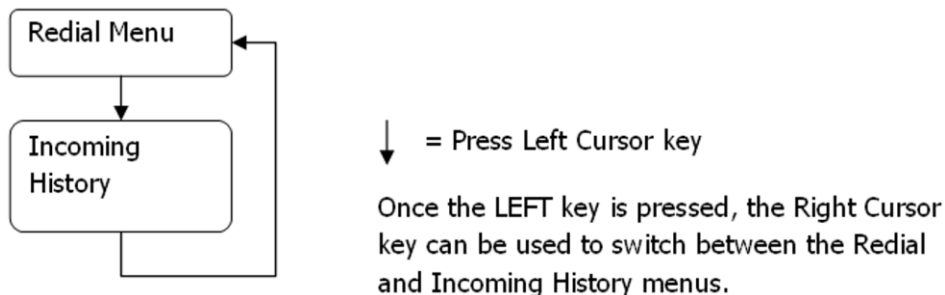 Redial Menu
Incoming
History
= Press Left Cursor key
Once the LEFT key is pressed, the Right Cursor
key can be used to switch between the Redial
and Incoming History menus.